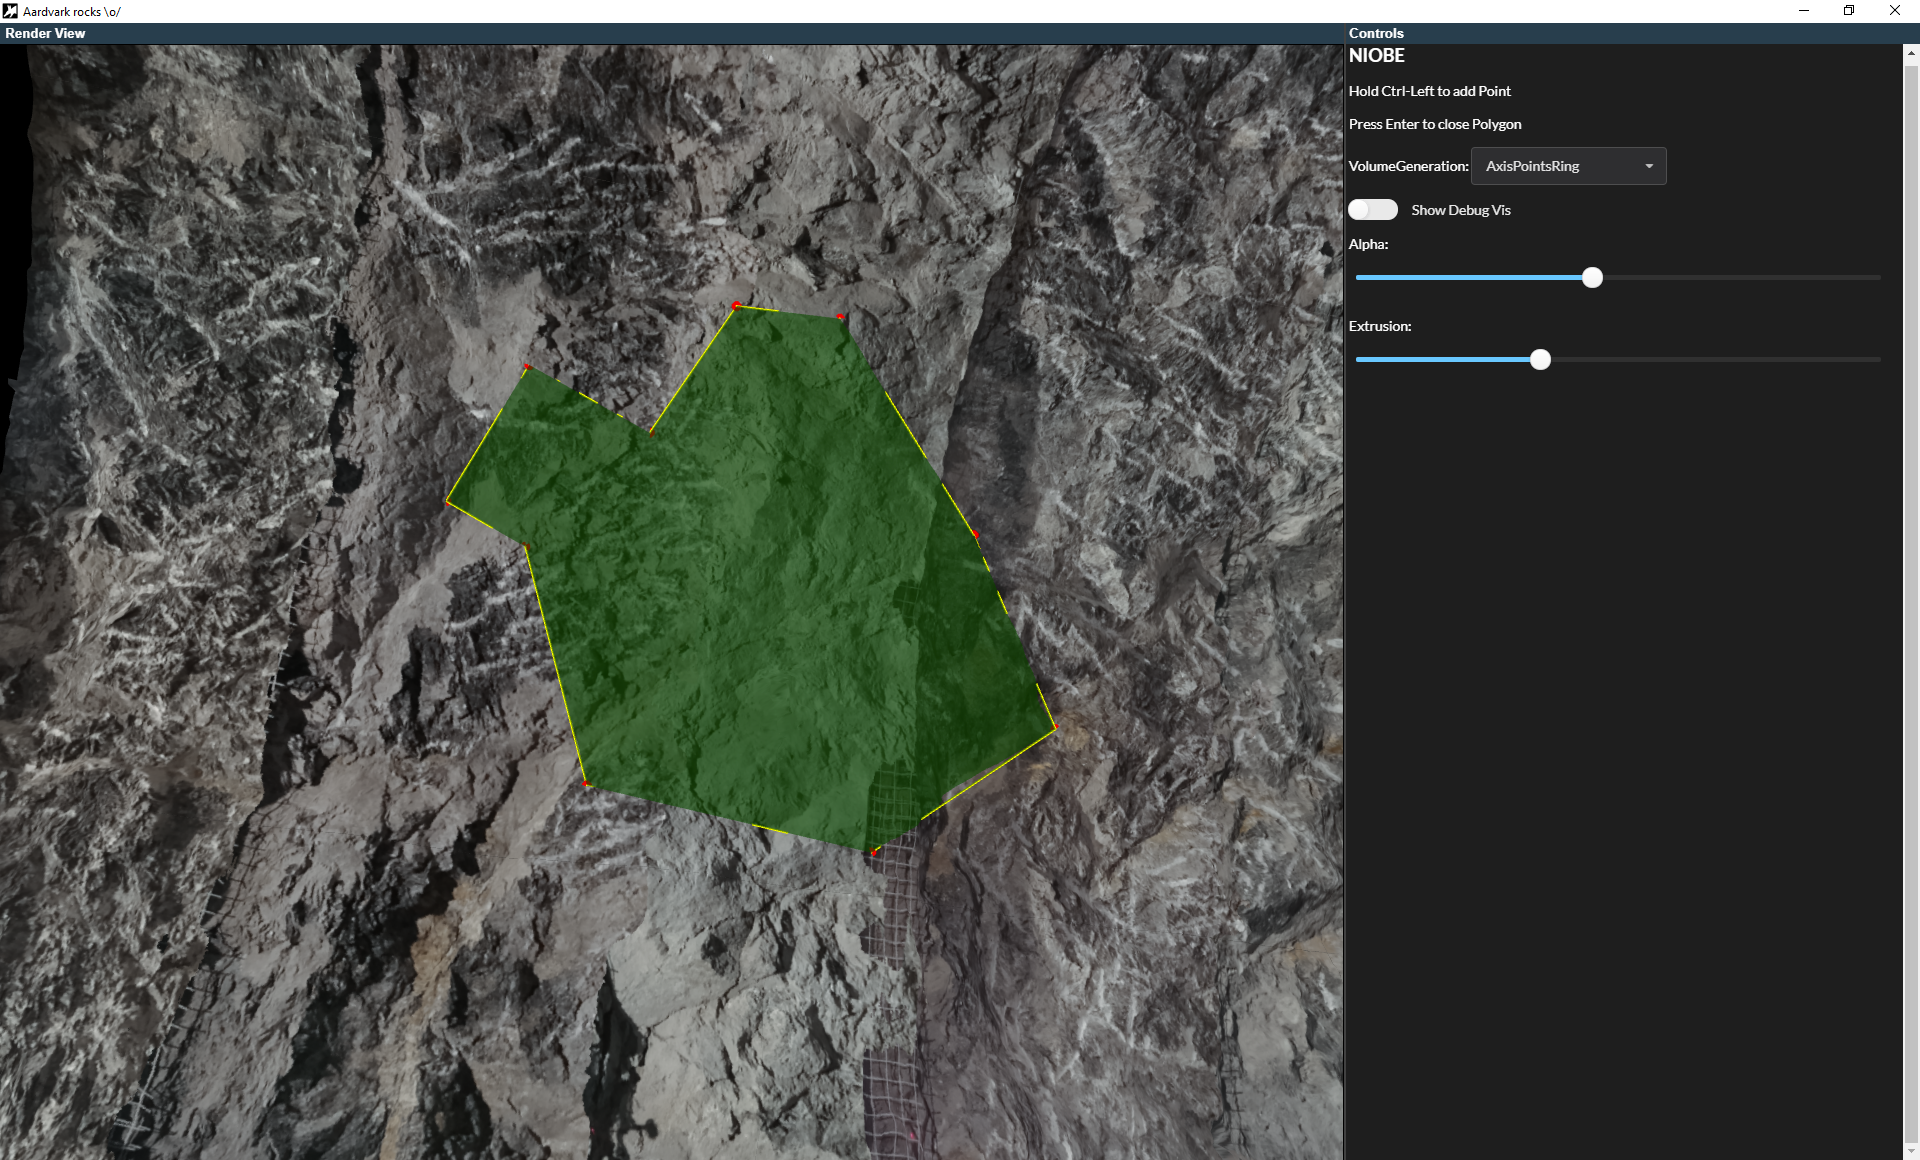 Aardvark rocks \o/
Render View
Controls
NIOBE
Hold Ctrl-Left to add Point
Press Enter to close Polygon
VolumeGeneration: AxisPointsRing
Show Debug Vis
Alpha:
Extrusion: